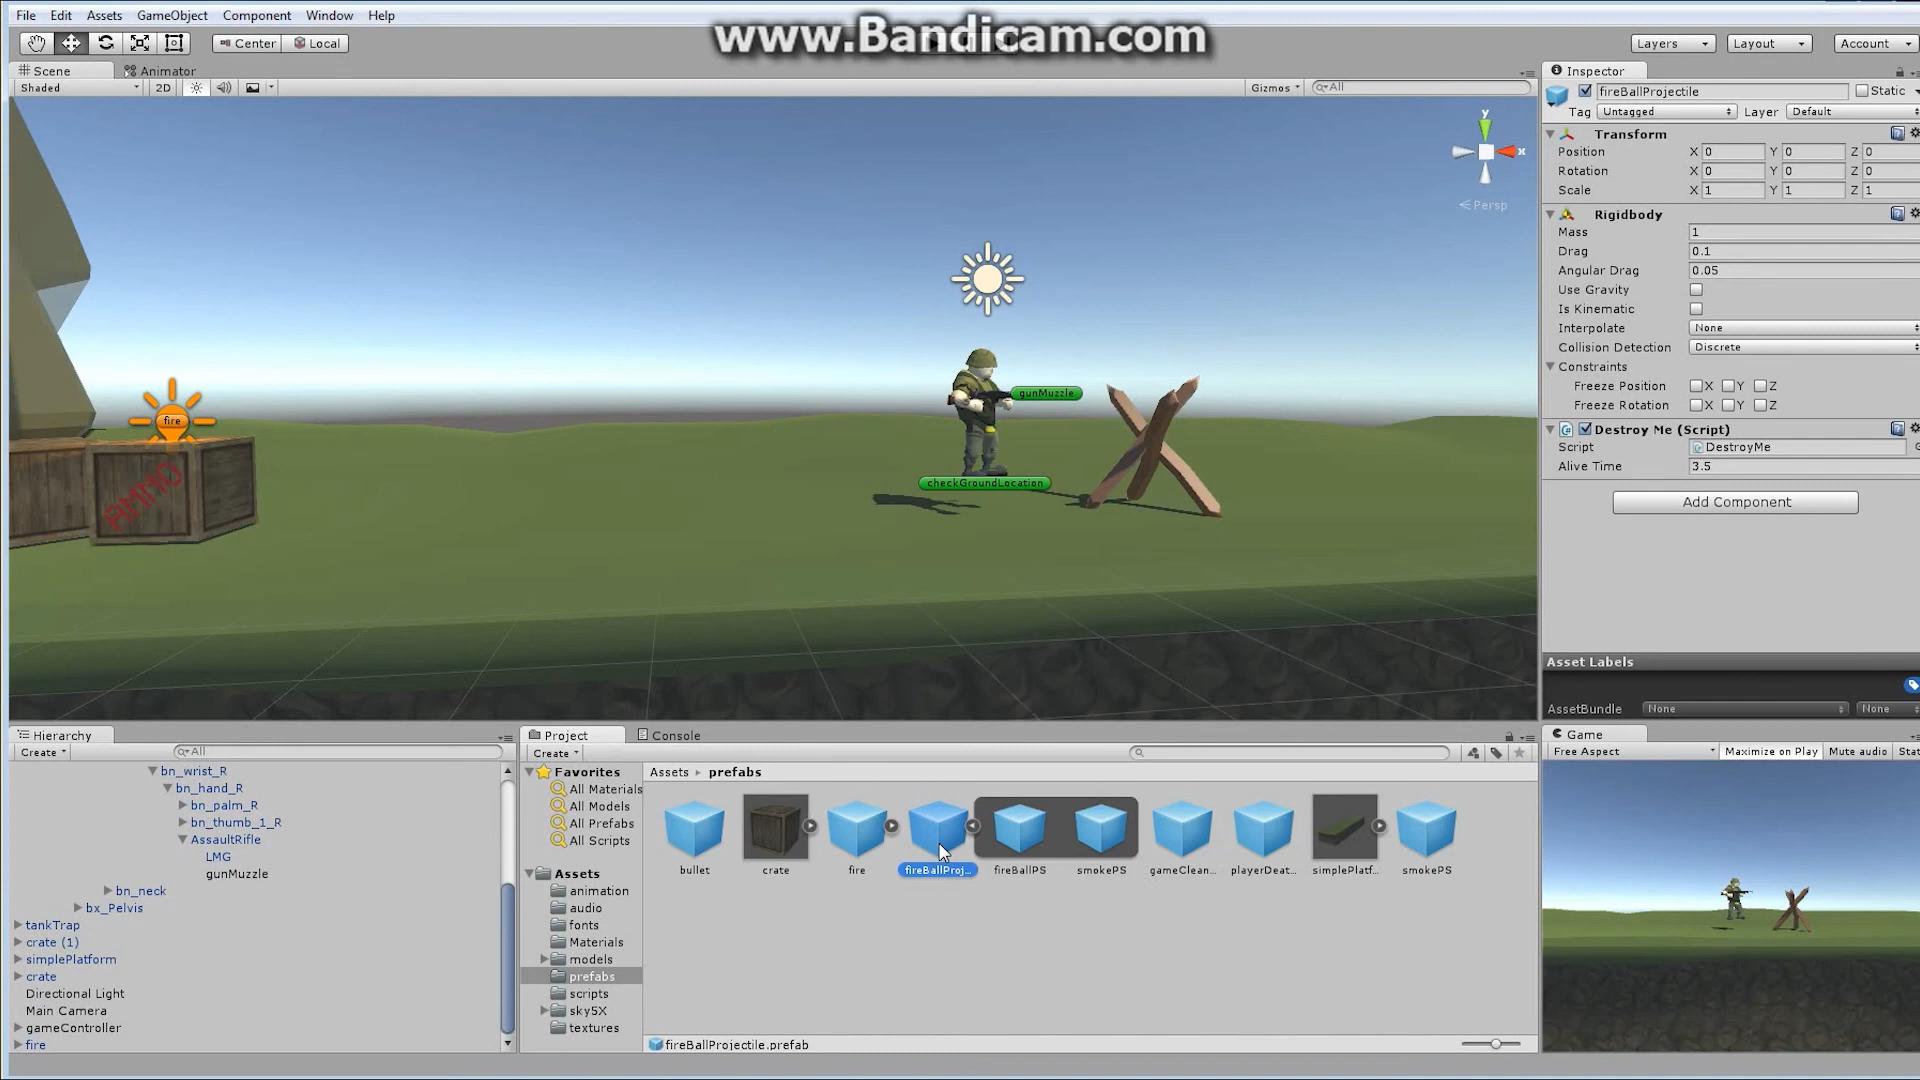 File Edit Assets GameObject Component Window Help
www.Bandicam.com
Center Local
Layers Layout Account
Scene Animator
Shaded 2D Gizmos All
Inspector
fireBallProjectile Static
Tag Untagged Layer Default
Transform
Position X 0 Y 0 Z 0
Rotation X 0 Y 0 Z 0
Scale X 1 Y 1 Z 1
Rigidbody
Mass 1
Drag 0.1
Angular Drag 0.05
Use Gravity
Is Kinematic
Interpolate None
Collision Detection Discrete
Constraints
Freeze Position X Y Z
Freeze Rotation X Y Z
Destroy Me (Script)
Script DestroyMe
Alive Time 3.5
Add Component
Asset Labels
AssetBundle None None
y
x
Persp
gunMuzzle
fire
checkGroundLocation
AMMO
Hierarchy
Create All
bn_wrist_R
bn_hand_R
bn_palm_R
bn_thumb_1_R
AssaultRifle
LMG
gunMuzzle
bn_neck
bx_Pelvis
tankTrap
crate (1)
simplePlatform
crate
Directional Light
Main Camera
gameController
fire
Project Console
Create
Favorites
All Materials
All Models
All Prefabs
All Scripts
Assets
animation
audio
fonts
Materials
models
prefabs
scripts
sky5X
textures
Assets prefabs
bullet crate fire fireBallProj... fireBallPS smokePS gameClean... playerDeat... simplePlatf... smokePS
fireBallProjectile.prefab
Game
Free Aspect Maximize on Play Mute audio Stat